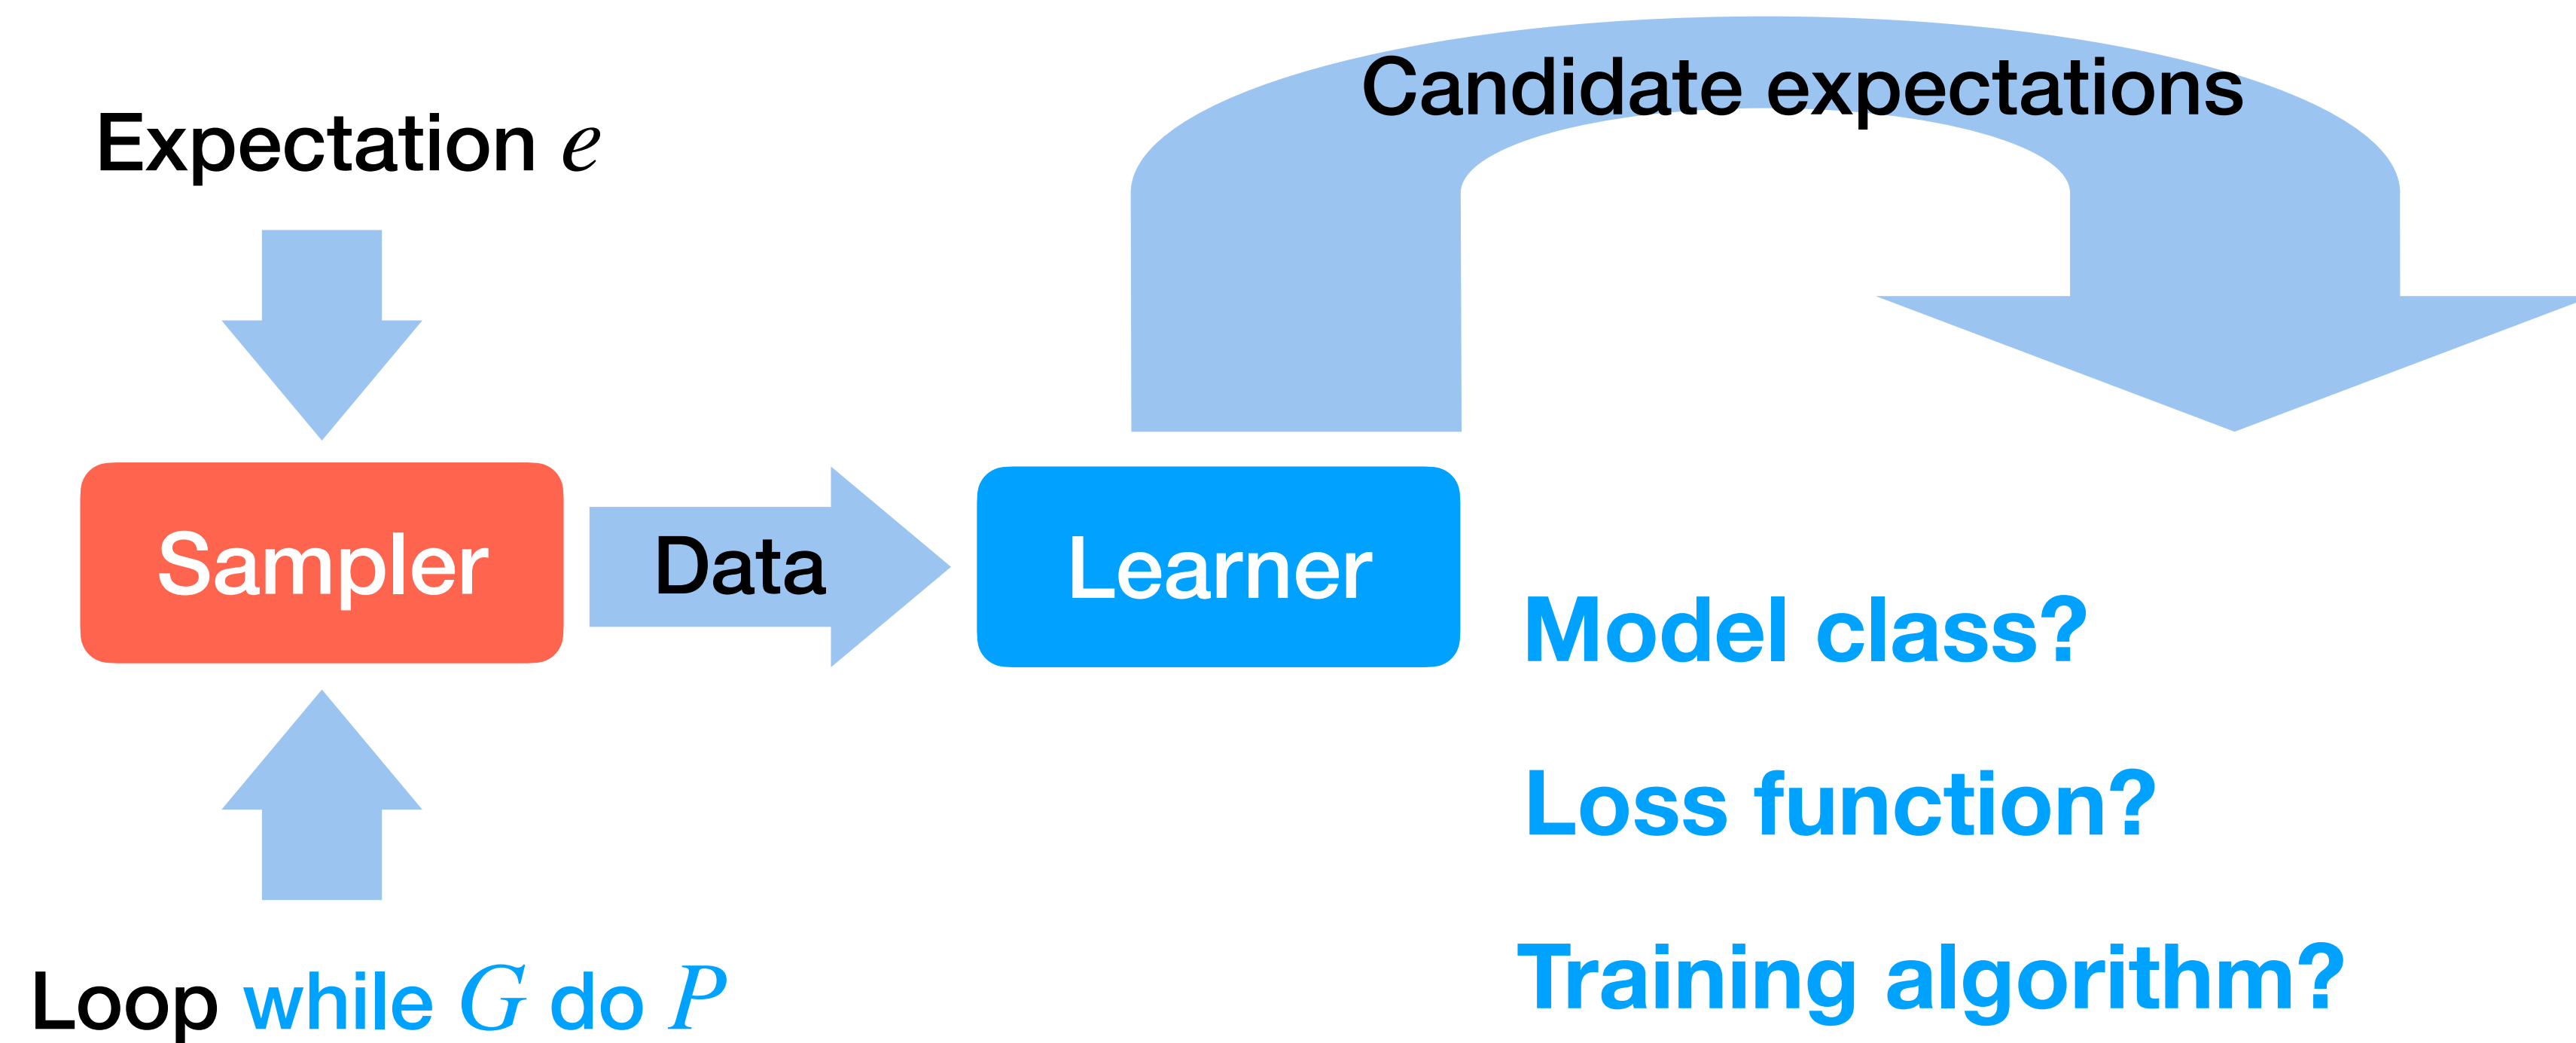 Candidate expectations
Expectation e
Sampler
Data
Learner
Model class?
Loss function?
Training algorithm?
Loop while G do P